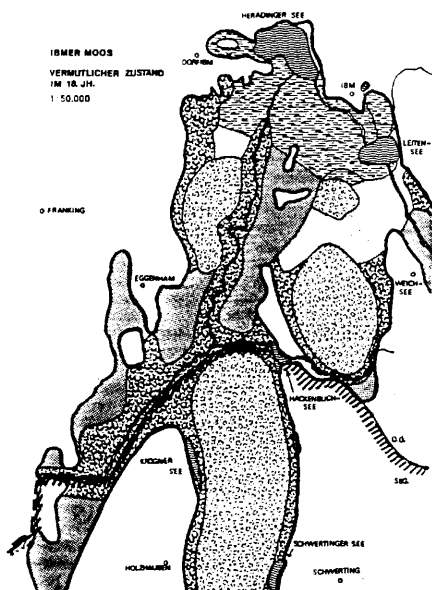 HERADINGER SEE
IBMER MOOS
VERMUTLICHER ZUSTAND
IM 18. JH.
1:50.000
DORFIBM
IBM
LEITEN-
SEE
FRANKING
EGGENHAM
WEICH-
SEE
HACKENBUCH-
SEE
O.Ö.
SBG.
SEE
SCHWERTINGER SEE
HOLZHAUSEN
SCHWERTING